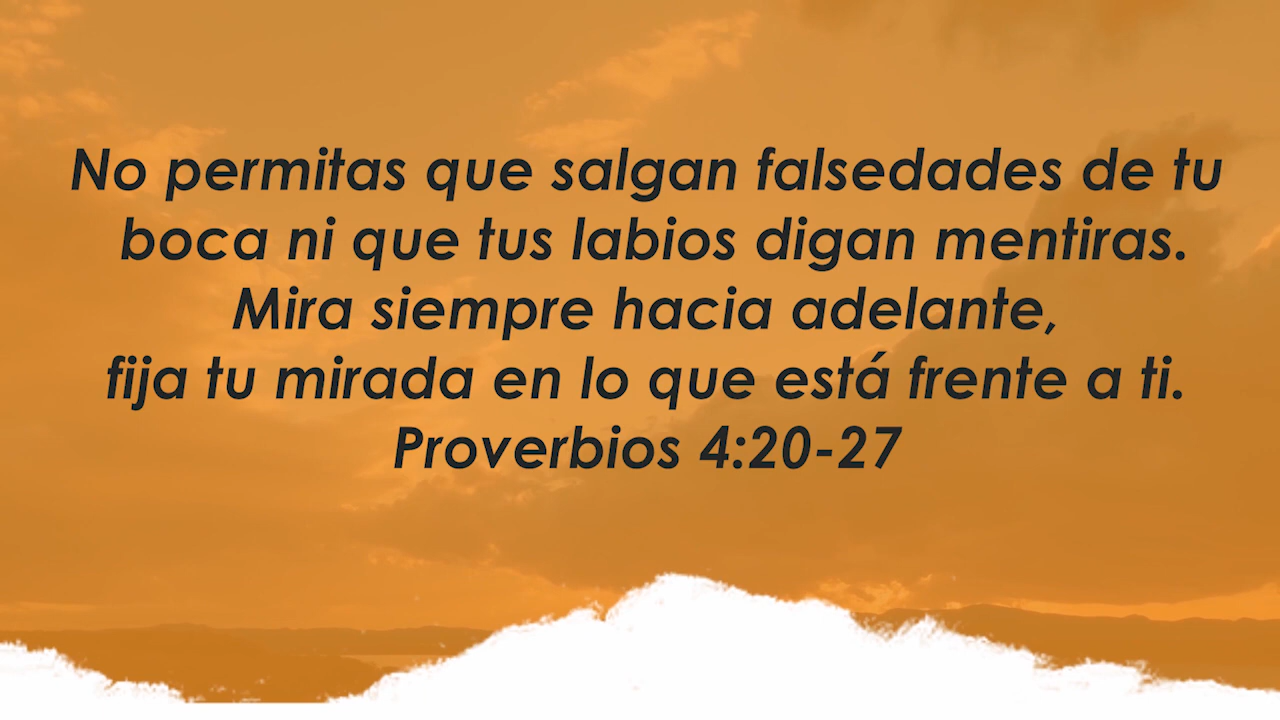 No permitas que salgan falsedades de tu
boca ni que tus labios digan mentiras.
Mira siempre hacia adelante,
fija tu mirada en lo que está frente a ti.
Proverbios 4:20-27